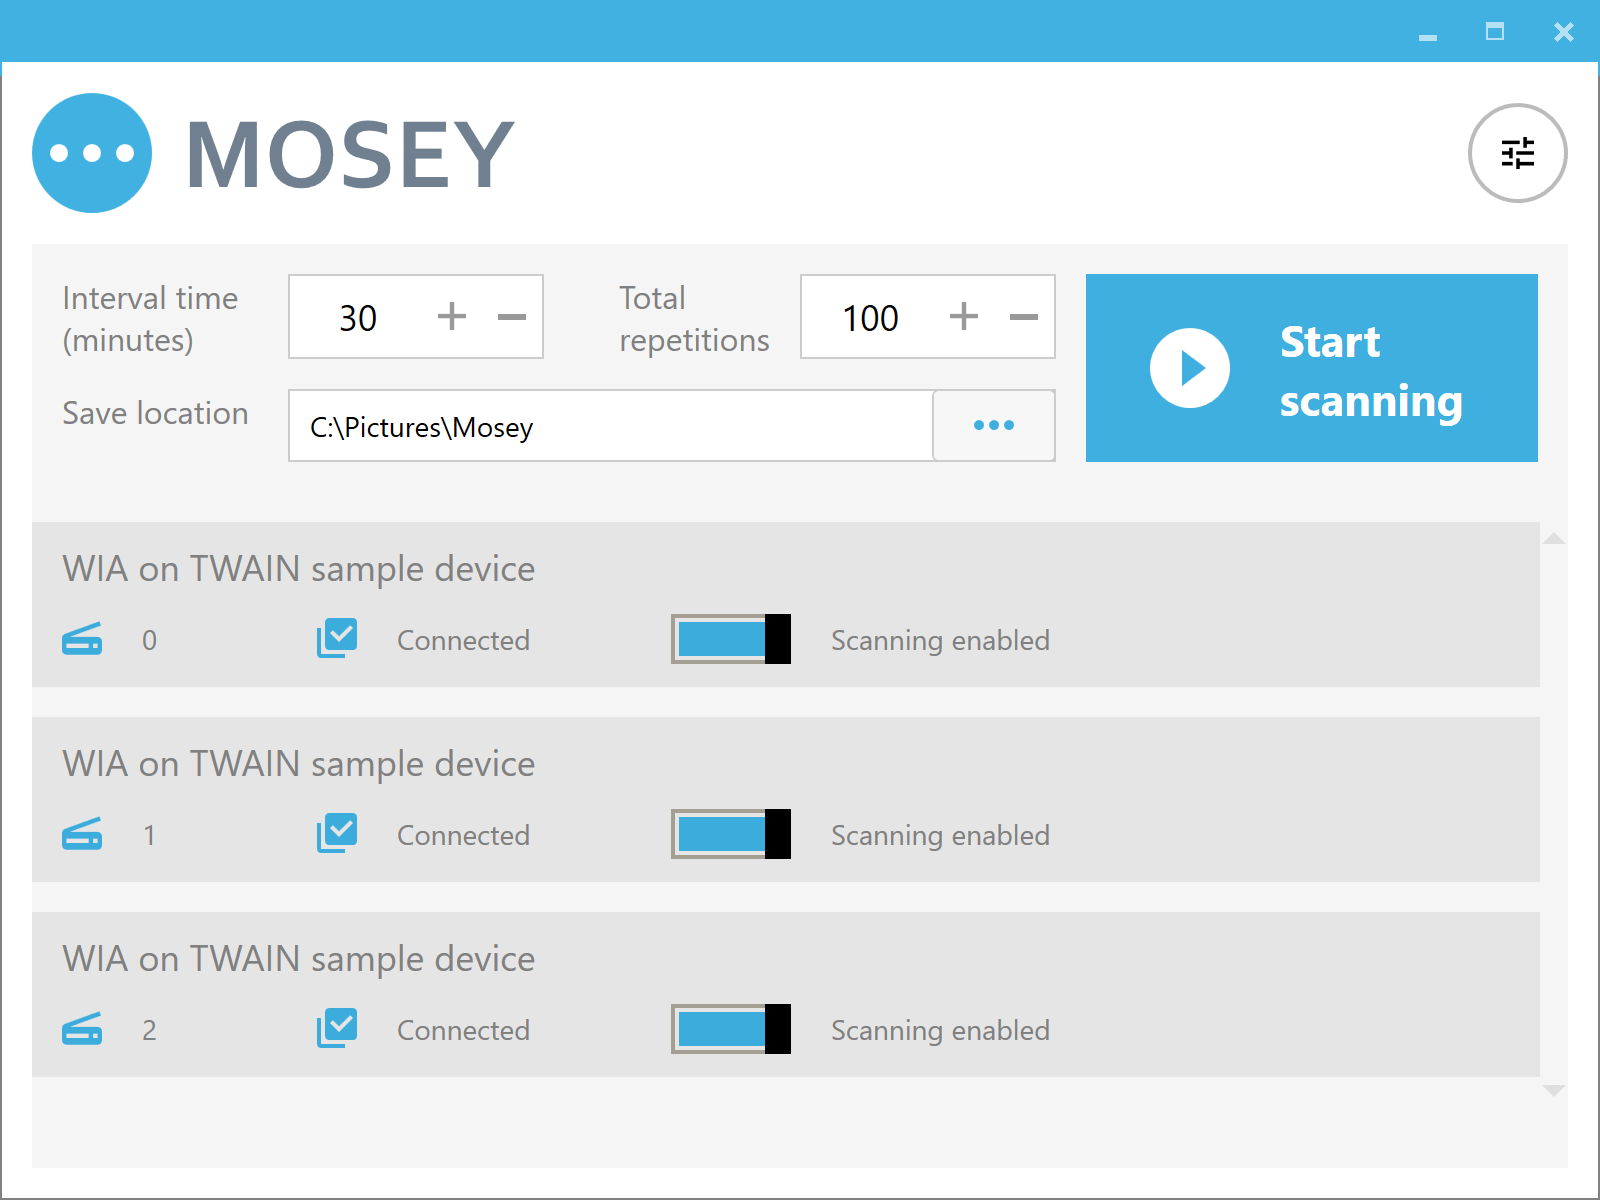 MOSEY
Interval time
(minutes)
30
Total
repetitions
100
Start
scanning
Save location
C:\Pictures\Mosey
WIA on TWAIN sample device
0
Connected
Scanning enabled
WIA on TWAIN sample device
1
Connected
Scanning enabled
WIA on TWAIN sample device
2
Connected
Scanning enabled